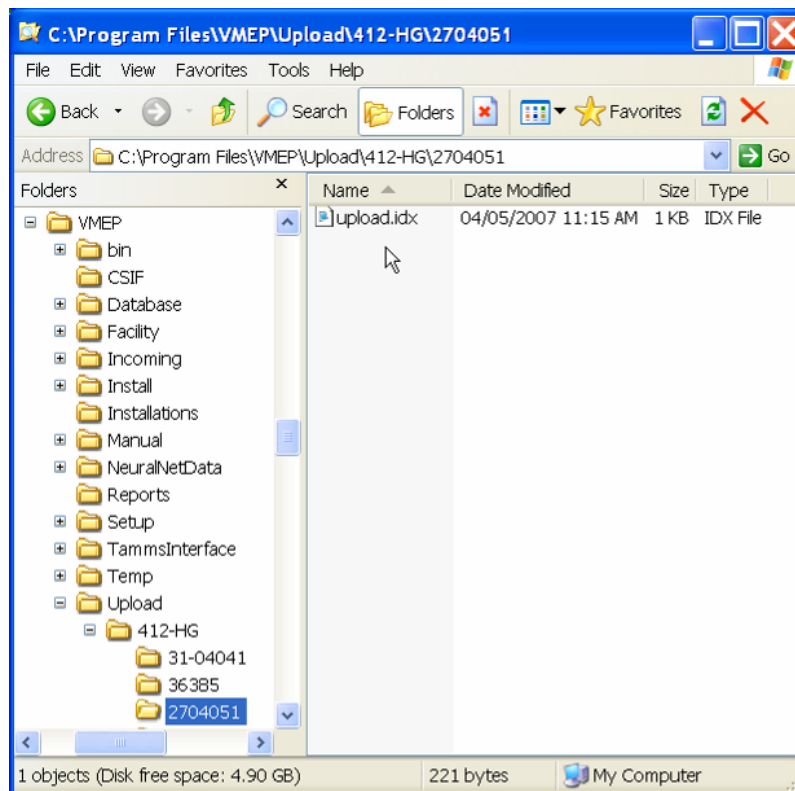 C:\Program Files\VMEP\Upload\412-HG\2704051
File Edit View Favorites Tools Help
Back Search Folders Favorites
Address C:\Program Files\VMEP\Upload\412-HG\2704051 Go
Folders × Name Date Modified Size Type
VMEP upload.idx 04/05/2007 11:15 AM 1 KB IDX File
bin
CSIF
Database
Facility
Incoming
Install
Installations
Manual
NeuralNetData
Reports
Setup
TammsInterface
Temp
Upload
412-HG
31-04041
36385
2704051
1 objects (Disk free space: 4.90 GB) 221 bytes My Computer